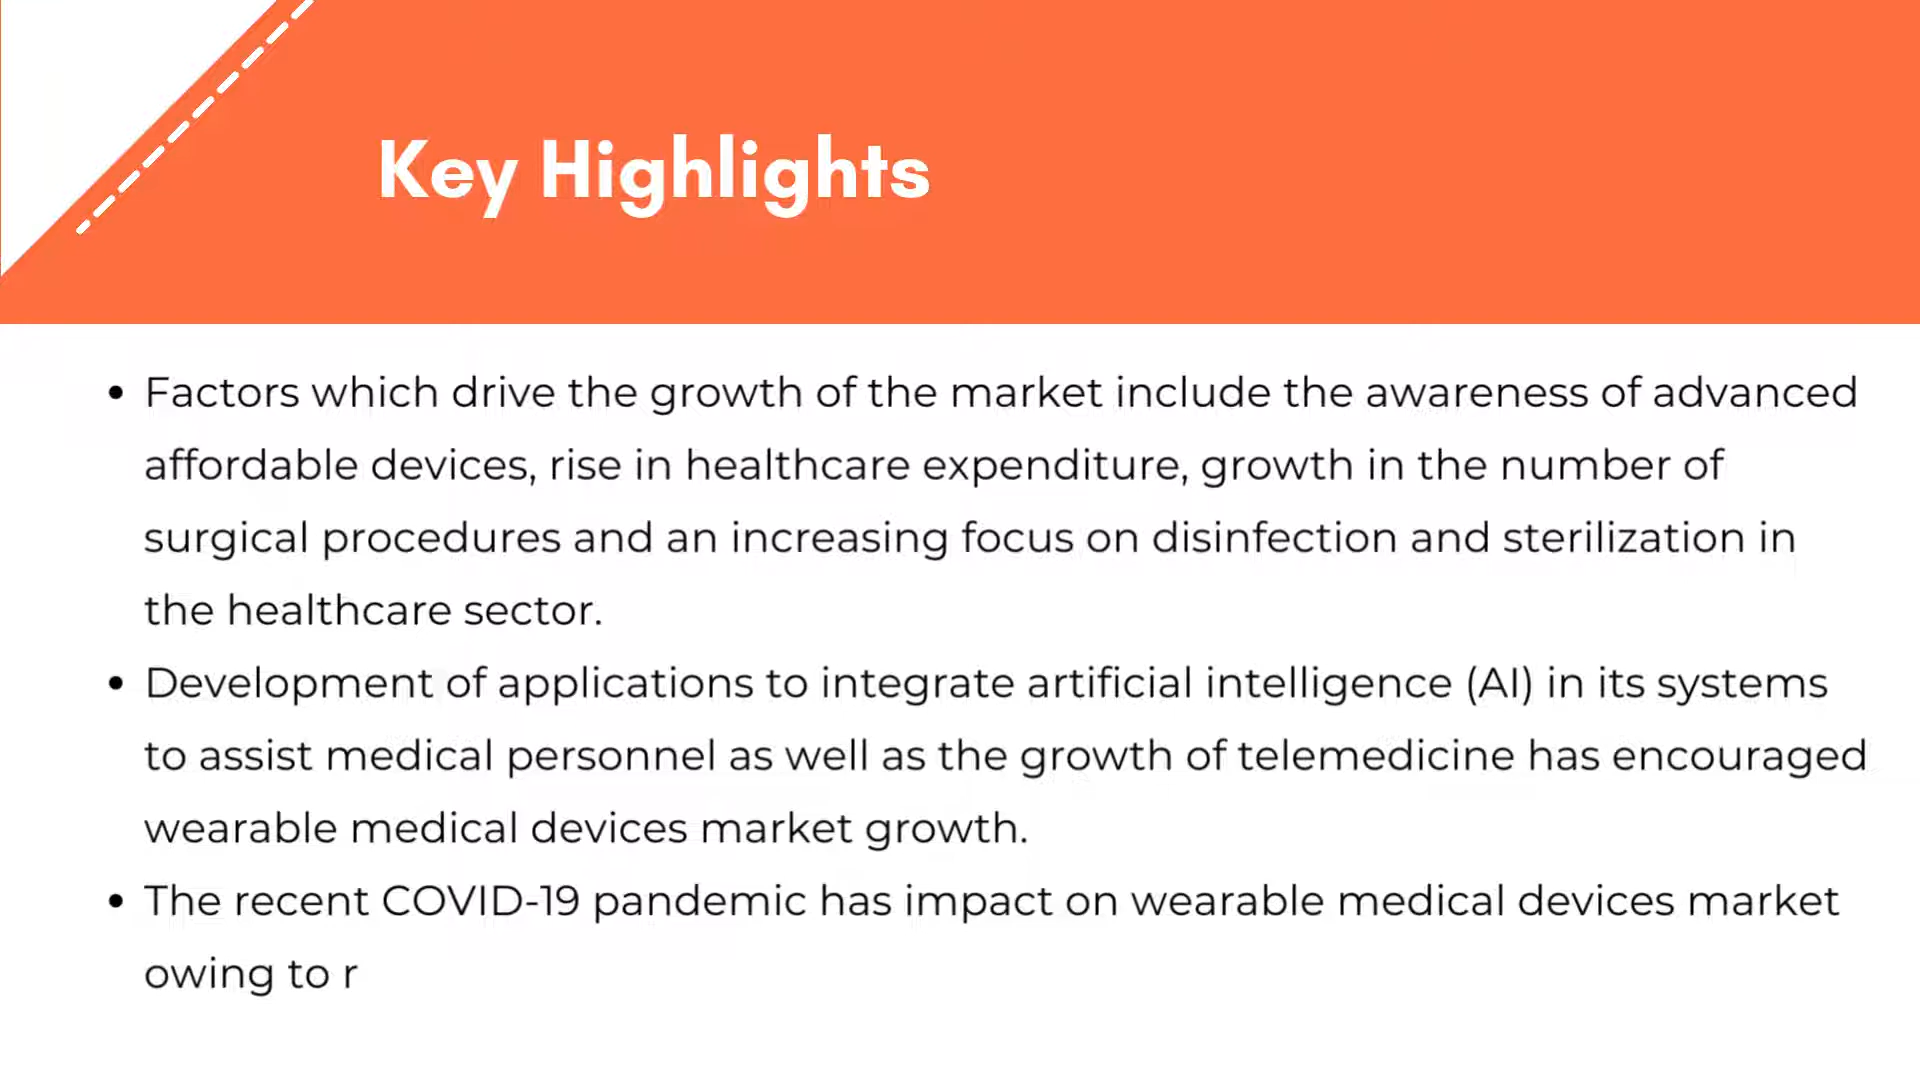 Key Highlights
• Factors which drive the growth of the market include the awareness of advanced
affordable devices, rise in healthcare expenditure, growth in the number of
surgical procedures and an increasing focus on disinfection and sterilization in
the healthcare sector.
• Development of applications to integrate artificial intelligence (AI) in its systems
to assist medical personnel as well as the growth of telemedicine has encouraged
wearable medical devices market growth.
• The recent COVID-19 pandemic has impact on wearable medical devices market
owing to r